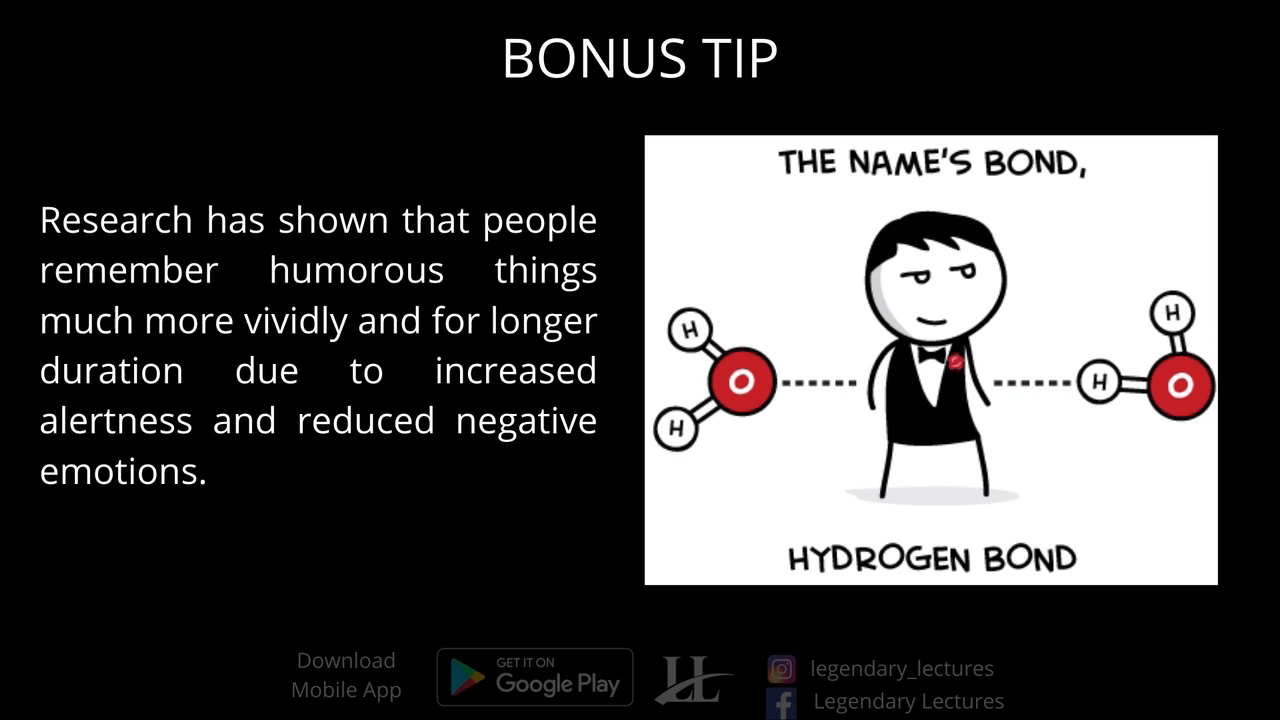 BONUS TIP
Research has shown that people
remember humorous things
much more vividly and for longer
duration due to increased
alertness and reduced negative
emotions.
THE NAME'S BOND,
H
H
O
H
H
O
HYDROGEN BOND
Download
Mobile App
GET IT ON
Google Play
LL
legendary_lectures
Legendary Lectures